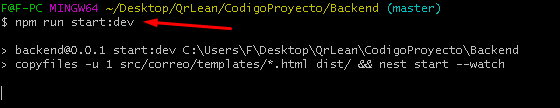 F@F-PC MINGW64 ~/Desktop/QrLean/CodigoProyecto/Backend (master)
$ npm run start:dev
> backend@0.0.1 start:dev C:\Users\F\Desktop\QrLean\CodigoProyecto\Backend
> copyfiles -u 1 src/correo/templates/*.html dist/ && nest start --watch